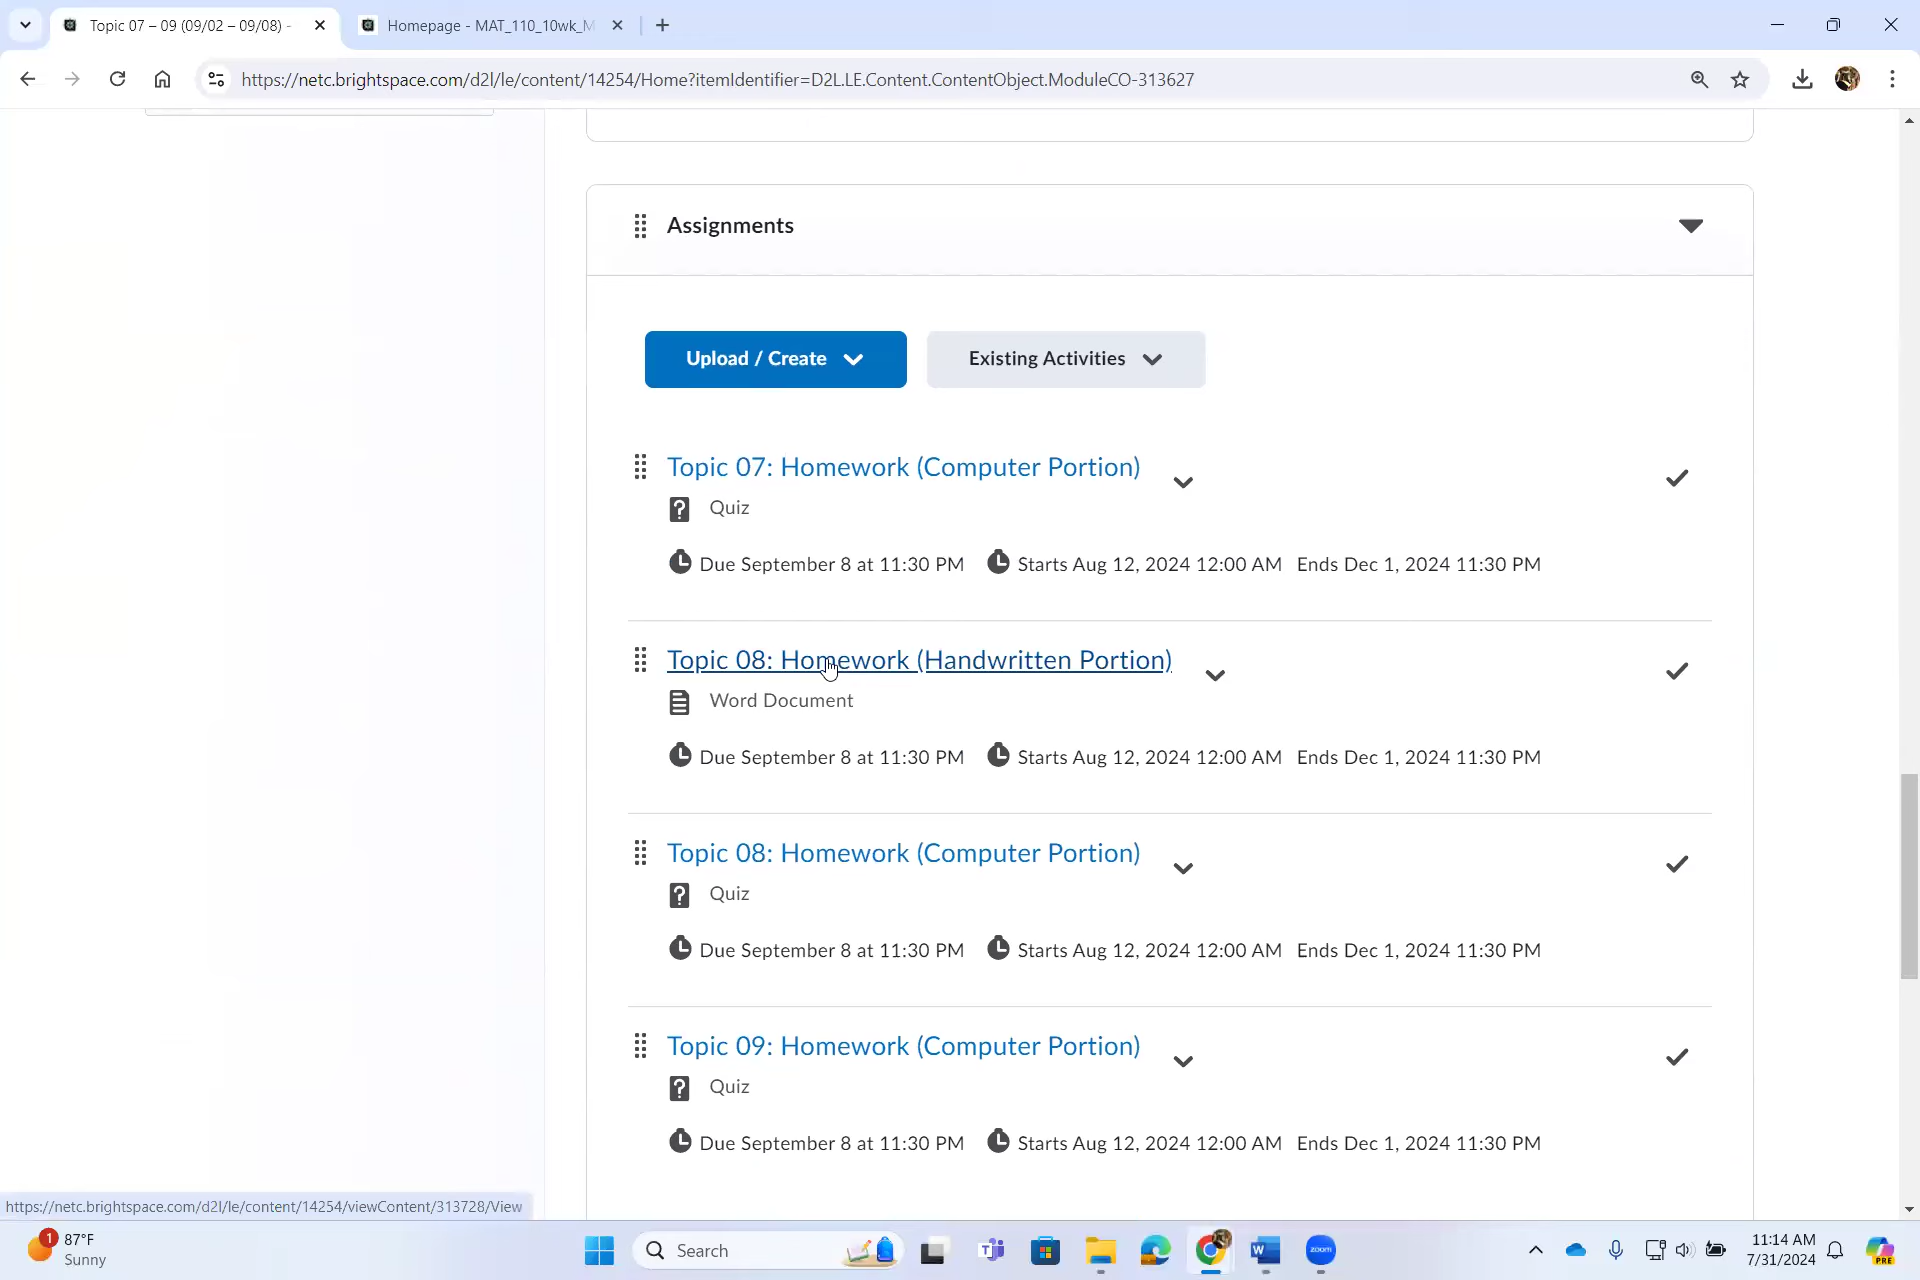 Topic 07 – 09 (09/02 – 09/08) -
Homepage - MAT_110_10wk_M
https://netc.brightspace.com/d2l/le/content/14254/Home?itemIdentifier=D2L.LE.Content.ContentObject.ModuleCO-313627
Assignments
Upload / Create
Existing Activities
Topic 07: Homework (Computer Portion)
Quiz
Due September 8 at 11:30 PM Starts Aug 12, 2024 12:00 AM Ends Dec 1, 2024 11:30 PM
Topic 08: Homework (Handwritten Portion)
Word Document
Due September 8 at 11:30 PM Starts Aug 12, 2024 12:00 AM Ends Dec 1, 2024 11:30 PM
Topic 08: Homework (Computer Portion)
Quiz
Due September 8 at 11:30 PM Starts Aug 12, 2024 12:00 AM Ends Dec 1, 2024 11:30 PM
Topic 09: Homework (Computer Portion)
Quiz
Due September 8 at 11:30 PM Starts Aug 12, 2024 12:00 AM Ends Dec 1, 2024 11:30 PM
https://netc.brightspace.com/d2l/le/content/14254/viewContent/313728/View
1
87°F
Sunny
Search
zoom
11:14 AM
7/31/2024
PRE